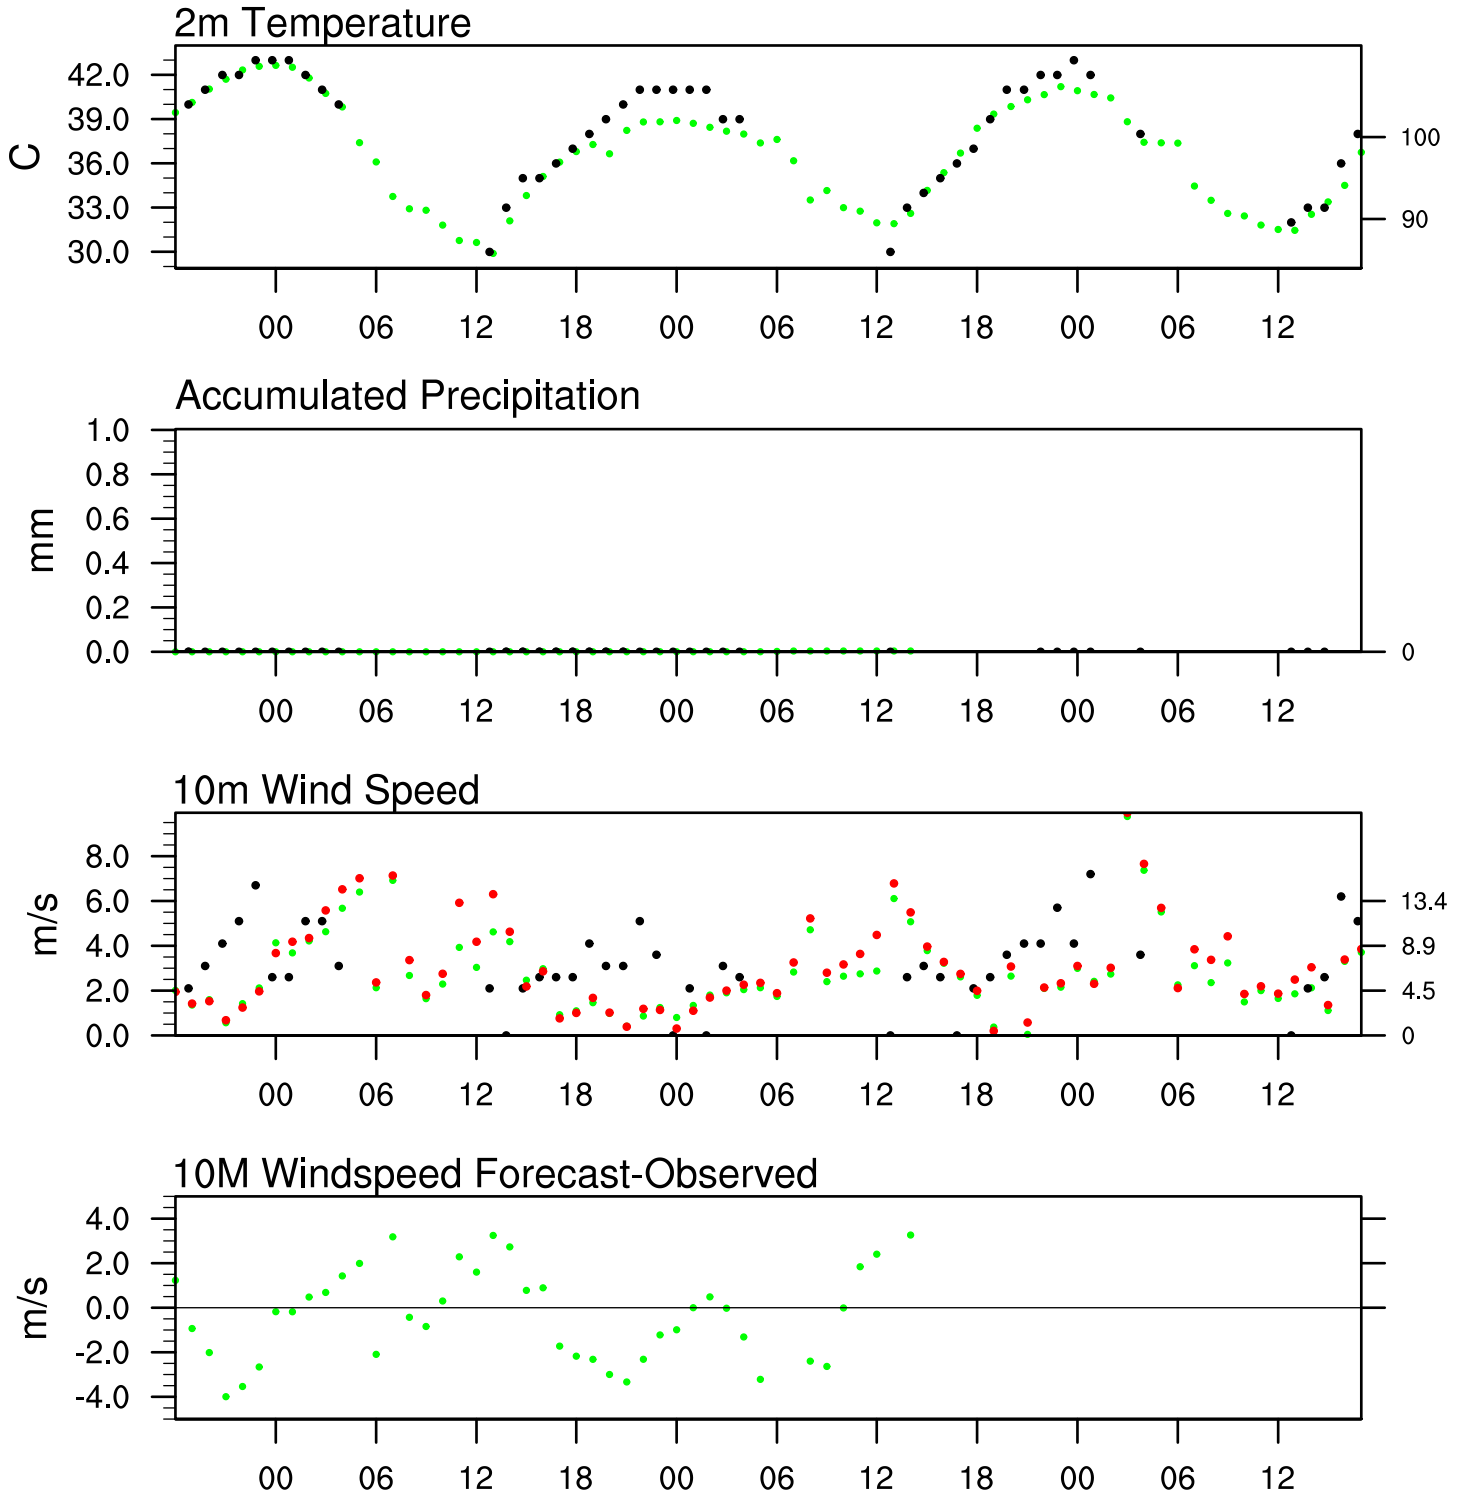 2m Temperature
42.0
39.0
36.0
33.0
30.0
C
100
90
00 06 12 18 00 06 12 18 00 06 12
Accumulated Precipitation
1.0
0.8
0.6
0.4
0.2
0.0
mm
0
00 06 12 18 00 06 12 18 00 06 12
10m Wind Speed
8.0
6.0
4.0
2.0
0.0
m/s
13.4
8.9
4.5
0
00 06 12 18 00 06 12 18 00 06 12
10M Windspeed Forecast-Observed
4.0
2.0
0.0
-2.0
-4.0
m/s
00 06 12 18 00 06 12 18 00 06 12